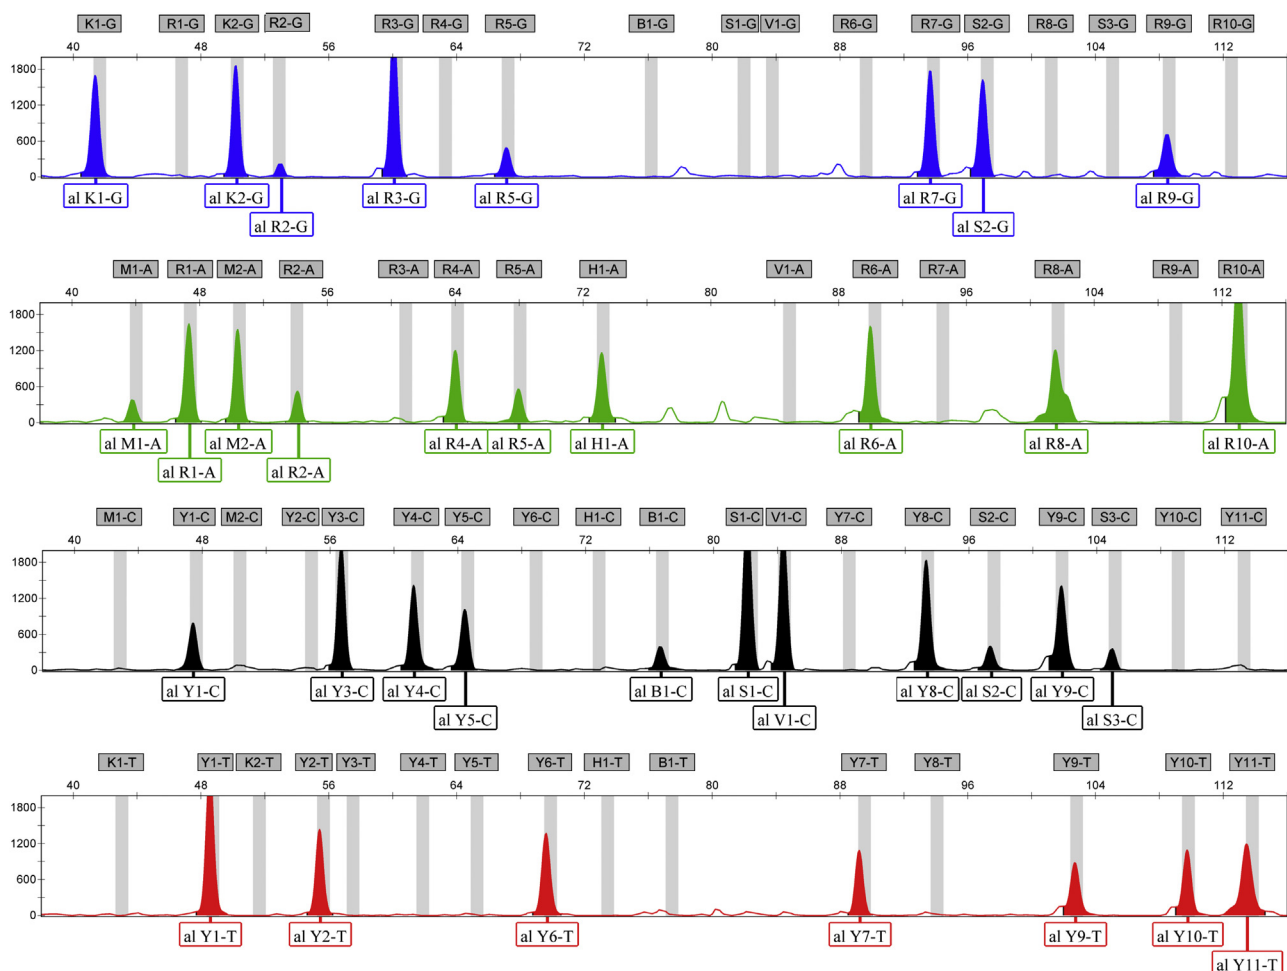 K1-G R1-G K2-G R2-G R3-G R4-G R5-G B1-G S1-G V1-G R6-G R7-G S2-G R8-G S3-G R9-G R10-G
40 48 56 64 72 80 88 96 104 112
1800
1200
600
0
al K1-G al K2-G al R3-G al R5-G al R7-G al R9-G
al R2-G al S2-G
M1-A R1-A M2-A R2-A R3-A R4-A R5-A H1-A V1-A R6-A R7-A R8-A R9-A R10-A
40 48 56 64 72 80 88 96 104 112
1800
1200
600
0
al M1-A al M2-A al R4-A al R5-A al H1-A al R6-A al R8-A al R10-A
al R1-A al R2-A
M1-C Y1-C M2-C Y2-C Y3-C Y4-C Y5-C Y6-C H1-C B1-C S1-C V1-C Y7-C Y8-C S2-C Y9-C S3-C Y10-C Y11-C
40 48 56 64 72 80 88 96 104 112
1800
1200
600
0
al Y1-C al Y3-C al Y4-C al B1-C al S1-C al Y8-C al S2-C al Y9-C
al Y5-C al V1-C al S3-C
K1-T Y1-T K2-T Y2-T Y3-T Y4-T Y5-T Y6-T H1-T B1-T Y7-T Y8-T Y9-T Y10-T Y11-T
40 48 56 64 72 80 88 96 104 112
1800
1200
600
0
al Y1-T al Y2-T al Y6-T al Y7-T al Y9-T al Y10-T
al Y11-T